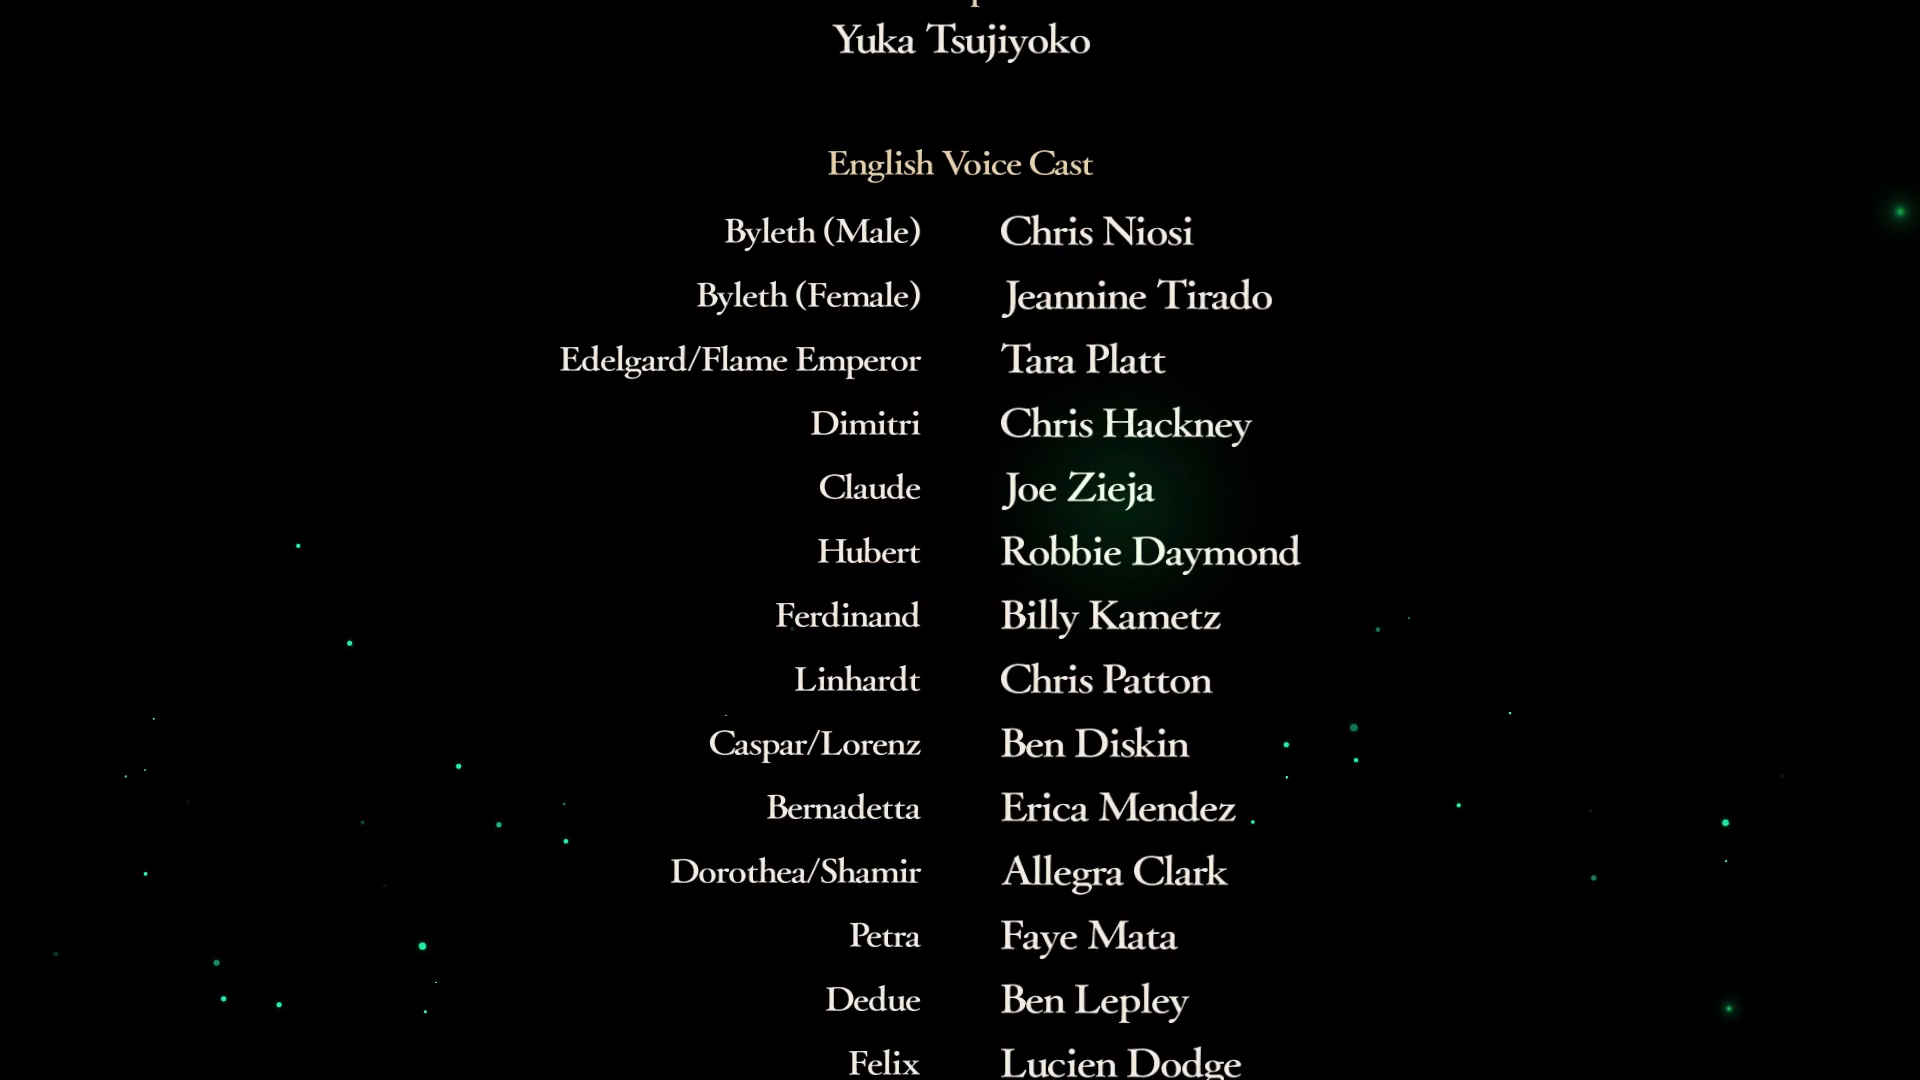 Yuka Tsujiyoko
English Voice Cast
Byleth (Male) Chris Niosi
Byleth (Female) Jeannine Tirado
Edelgard/Flame Emperor Tara Platt
Dimitri Chris Hackney
Claude Joe Zieja
Hubert Robbie Daymond
Ferdinand Billy Kametz
Linhardt Chris Patton
Caspar/Lorenz Ben Diskin
Bernadetta Erica Mendez
Dorothea/Shamir Allegra Clark
Petra Faye Mata
Dedue Ben Lepley
Felix Lucien Dodge